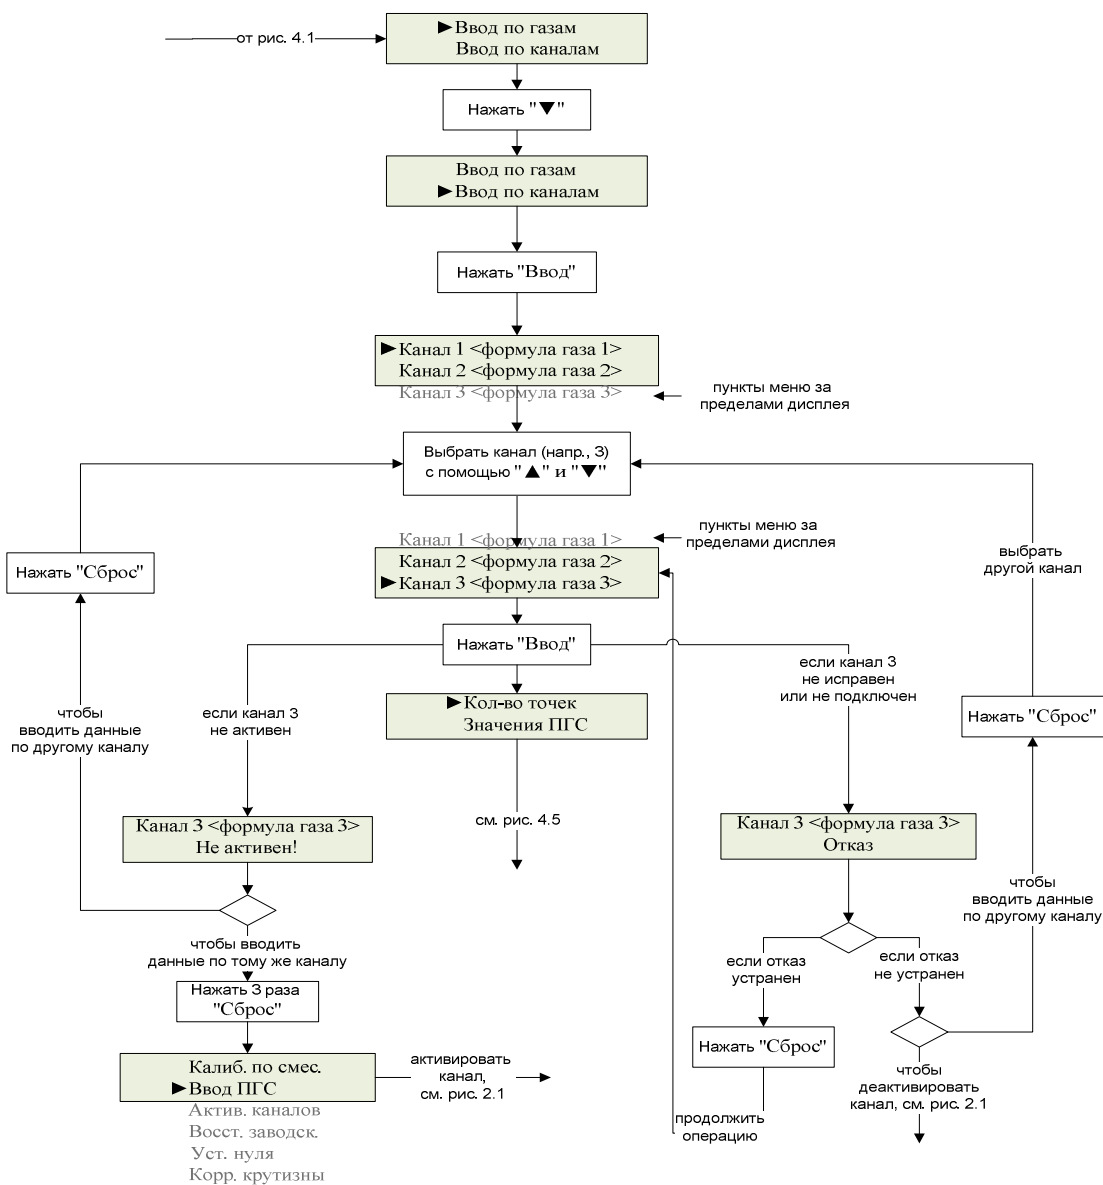 от рис. 4.1
►Ввод по газам
Ввод по каналам
Нажать "▼"
Ввод по газам
►Ввод по каналам
Нажать "Ввод"
►Канал 1 <формула газа 1>
Канал 2 <формула газа 2>
Канал 3 <формула газа 3>
пункты меню за
пределами дисплея
Выбрать канал (напр., 3)
с помощью "▲" и "▼"
Канал 1 <формула газа 1>
пункты меню за
пределами дисплея
Канал 2 <формула газа 2>
►Канал 3 <формула газа 3>
Нажать "Сброс"
выбрать
другой канал
Нажать "Ввод"
если канал 3
не исправен
или не подключен
►Кол-во точек
Значения ПГС
чтобы
вводить данные
по другому каналу
если канал 3
не активен
Нажать "Сброс"
см. рис. 4.5
Канал 3 <формула газа 3>
Не активен!
Канал 3 <формула газа 3>
Отказ
чтобы
вводить данные
по другому каналу
чтобы вводить
данные по тому же каналу
если отказ
устранен
если отказ
не устранен
Нажать 3 раза
"Сброс"
Нажать "Сброс"
Калиб. по смес.
►Ввод ПГС
Актив. каналов
Восст. заводск.
Уст. нуля
Корр. крутизны
активировать
канал,
см. рис. 2.1
продолжить
операцию
чтобы
деактивировать
канал, см. рис. 2.1